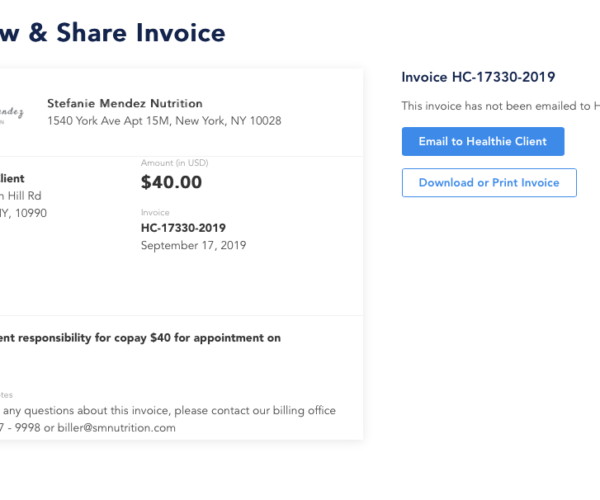 w & Share Invoice
Invoice HC-17330-2019
This invoice has not been emailed to H
Email to Healthie Client
Download or Print Invoice
Stefanie Mendez Nutrition
1540 York Ave Apt 15M, New York, NY 10028
lient
n Hill Rd
NY, 10990
Amount (in USD)
$40.00
Invoice
HC-17330-2019
September 17, 2019
ent responsibility for copay $40 for appointment on
tes
any questions about this invoice, please contact our billing office
7 - 9998 or biller@smnutrition.com